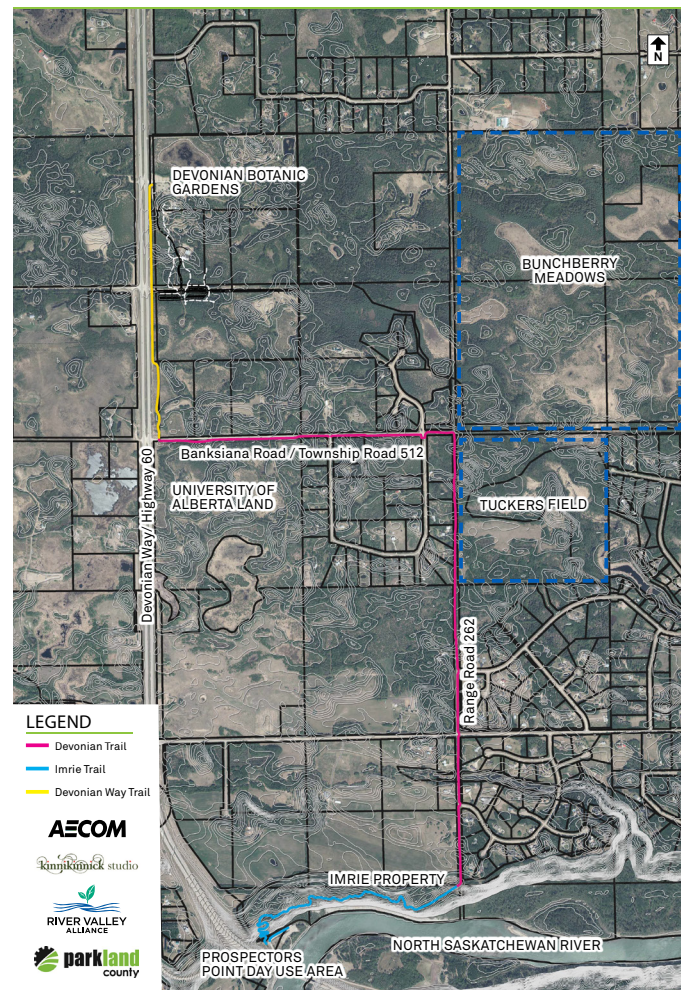 N
DEVONIAN BOTANIC
GARDENS
BUNCHBERRY
MEADOWS
Banksiana Road / Township Road 512
Devonian Way/ Highway 60
UNIVERSITY OF
ALBERTA LAND
TUCKERS FIELD
Range Road 262
LEGEND
Devonian Trail
Imrie Trail
Devonian Way Trail
AECOM
kinnikinnick studio
RIVER VALLEY
ALLIANCE
parkland
county
IMRIE PROPERTY
NORTH SASKATCHEWAN RIVER
PROSPECTORS
POINT DAY USE AREA